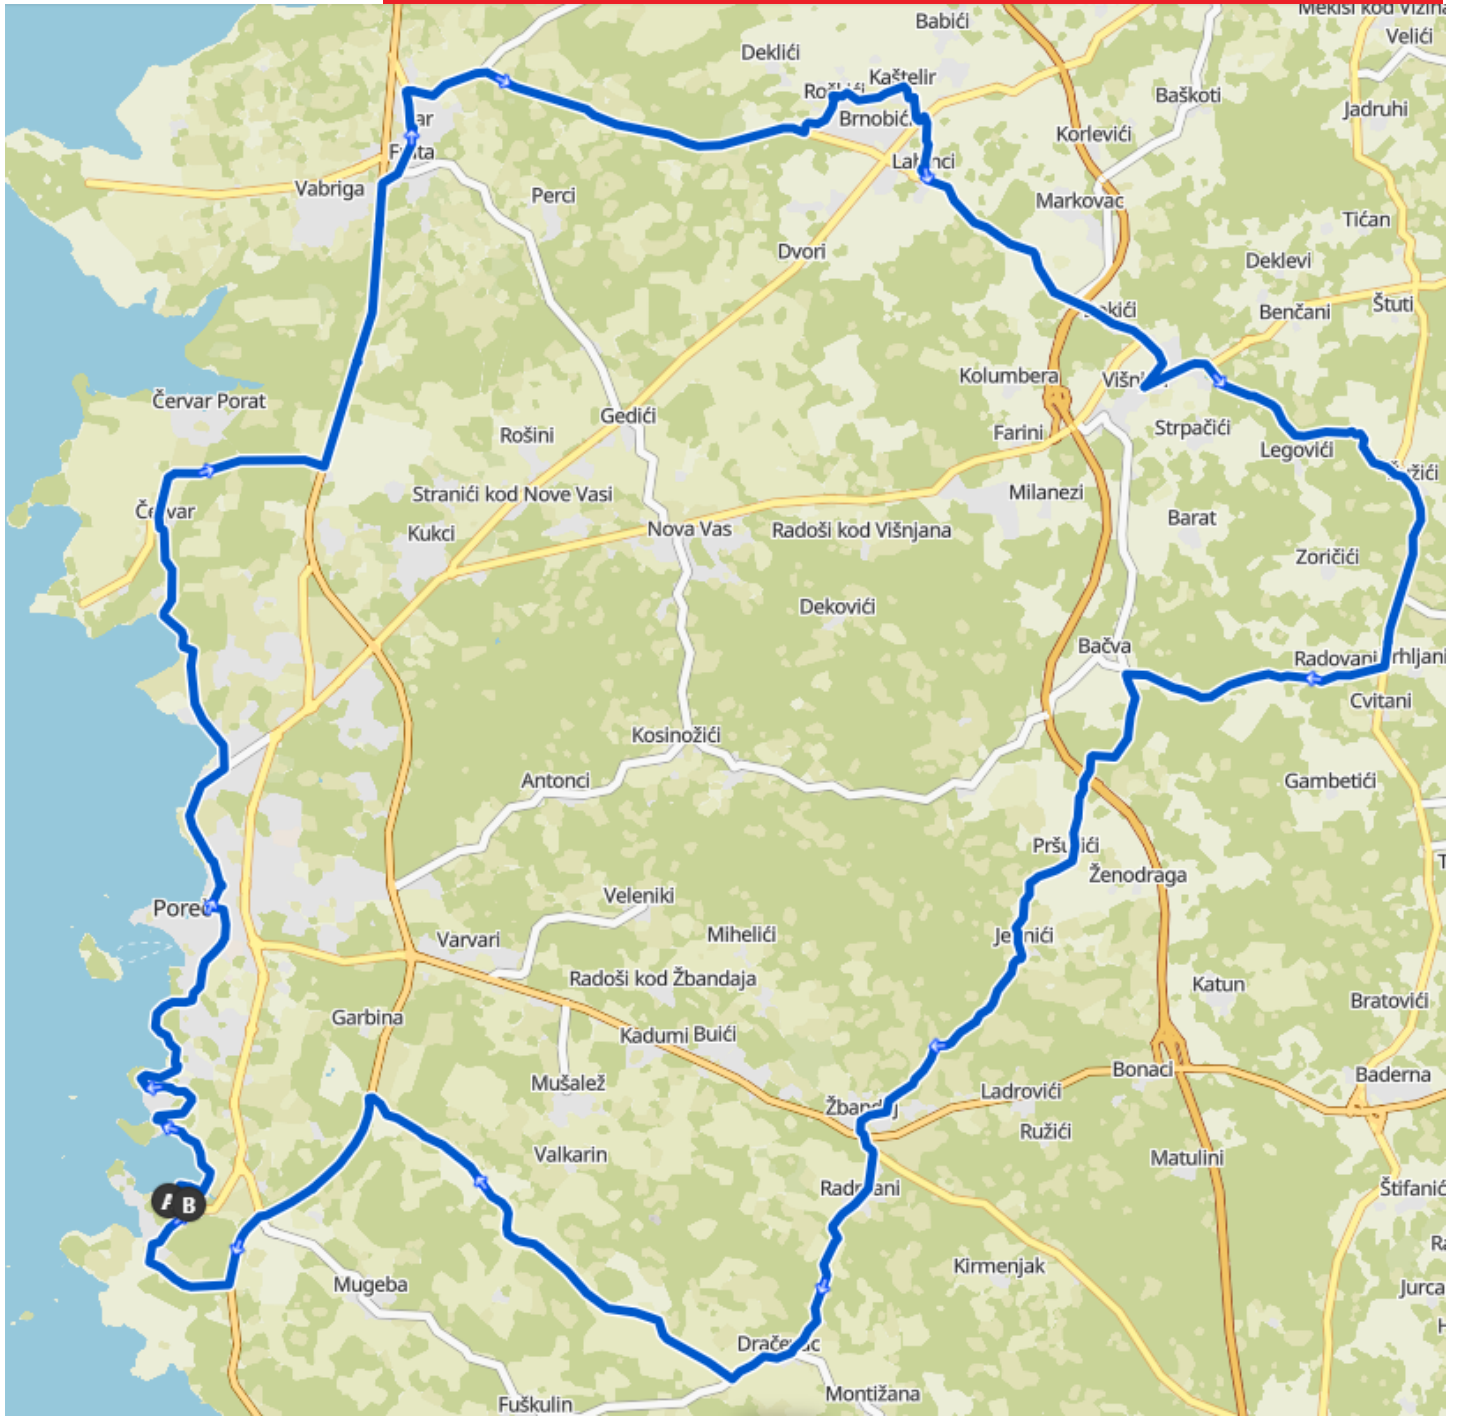 Babići
Velići
Deklići
Kaštelir
Baškoti
Jadruhi
Korlevići
Vabriga
Perci
Markovac
Tićan
Dvori
Deklevi
Benčani
Štuti
Kolumbera
Červar Porat
Gedići
Rošini
Farini
Strpačići
Legovići
Stranići kod Nove Vasi
Milanezi
Kukci
Nova Vas
Radoši kod Višnjana
Barat
Zoričići
Dekovići
Bačva
Radovani
Cvitani
Kosinožići
Antonci
Gambetići
Ženodraga
Veleniki
Varvari
Mihelići
Radoši kod Žbandaja
Katun
Bratovići
Garbina
Kadumi
Buići
Mušalež
Ladrovići
Bonaci
Baderna
Ružići
Valkarin
Matulini
A
B
Kirmenjak
Mugeba
Montižana
Fuškulin